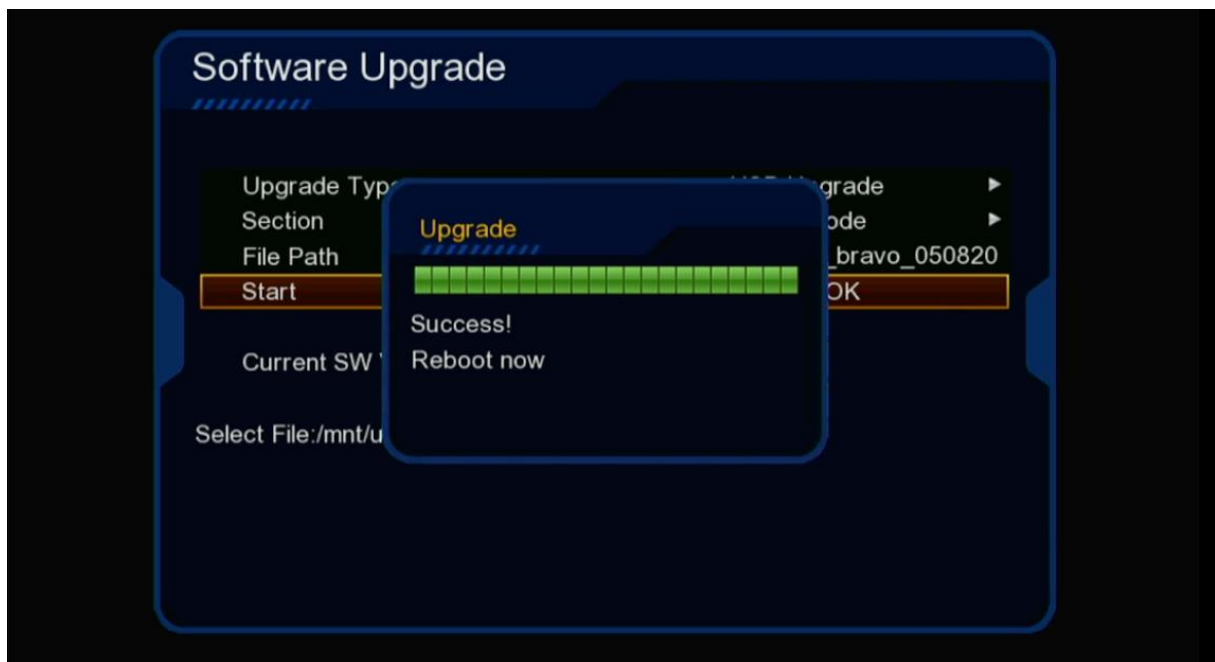 Software Upgrade
Upgrade grade
Section ode
File Path _bravo_050820
Start OK
Current SW
Select File:/mnt/u
Upgrade
Success!
Reboot now